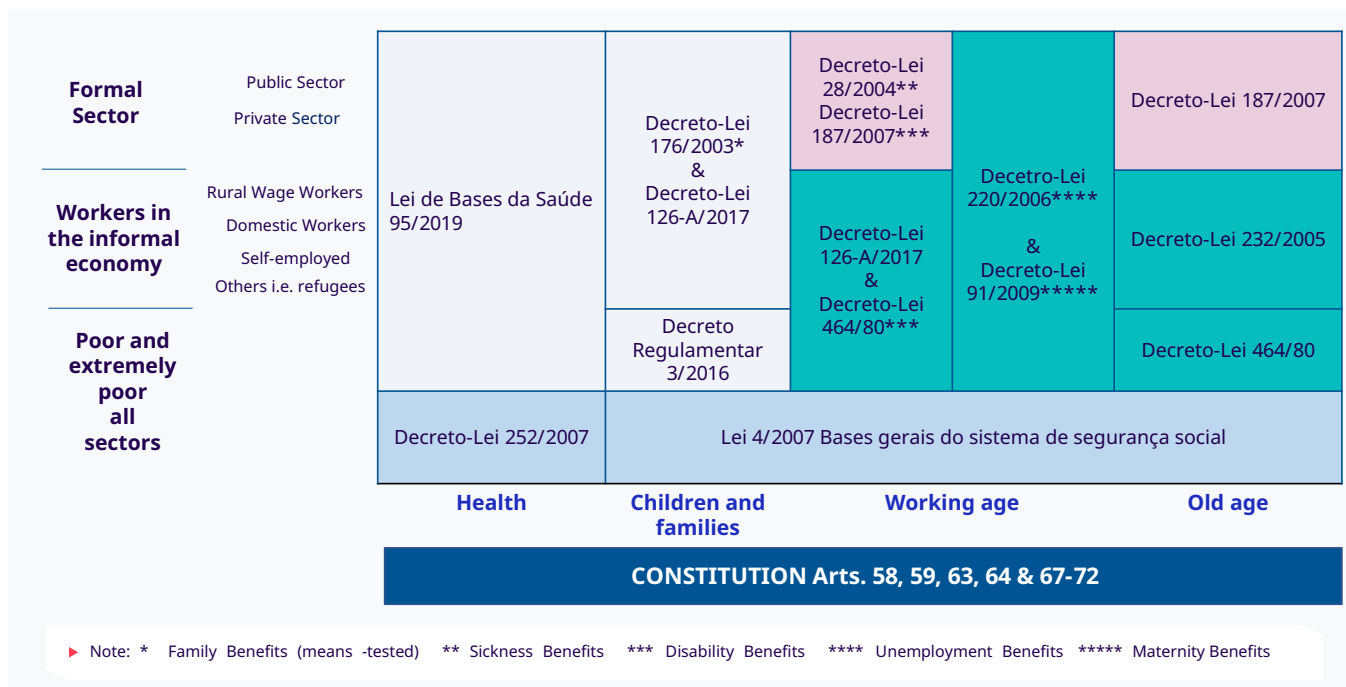 Formal
Sector
Public Sector
Private Sector
Workers in
the informal
economy
Rural Wage Workers
Domestic Workers
Self-employed
Others i.e. refugees
Poor and
extremely
poor
all
sectors
Lei de Bases da Saúde
95/2019
Decreto-Lei
176/2003*
&
Decreto-Lei
126-A/2017
Decreto
Regulamentar
3/2016
Decreto-Lei
28/2004**
Decreto-Lei
187/2007***
Decreto-Lei
126-A/2017
&
Decreto-Lei
464/80***
Decetro-Lei
220/2006****
&
Decreto-Lei
91/2009*****
Decreto-Lei 187/2007
Decreto-Lei 232/2005
Decreto-Lei 464/80
Decreto-Lei 252/2007
Lei 4/2007 Bases gerais do sistema de segurança social
Health
Children and
families
Working age
Old age
CONSTITUTION Arts. 58, 59, 63, 64 & 67-72
Note: * Family Benefits (means -tested) ** Sickness Benefits *** Disability Benefits **** Unemployment Benefits ***** Maternity Benefits